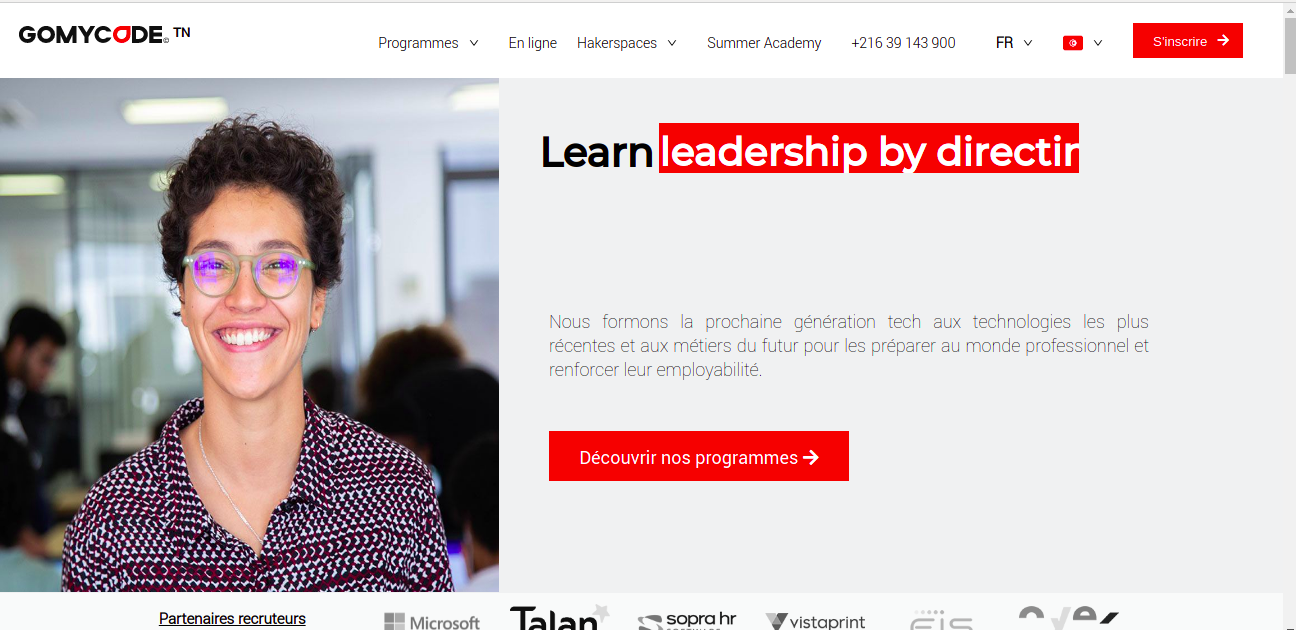 GOMYCODE© TN
Programmes
En ligne
Hakerspaces
Summer Academy
+216 39 143 900
FR
S'inscrire
Learn leadership by directin
Nous formons la prochaine génération tech aux technologies les plus
récentes et aux métiers du futur pour les préparer au monde professionnel et
renforcer leur employabilité.
Découvrir nos programmes
Partenaires recruteurs
Microsoft
Talan
sopra hr
vistaprint